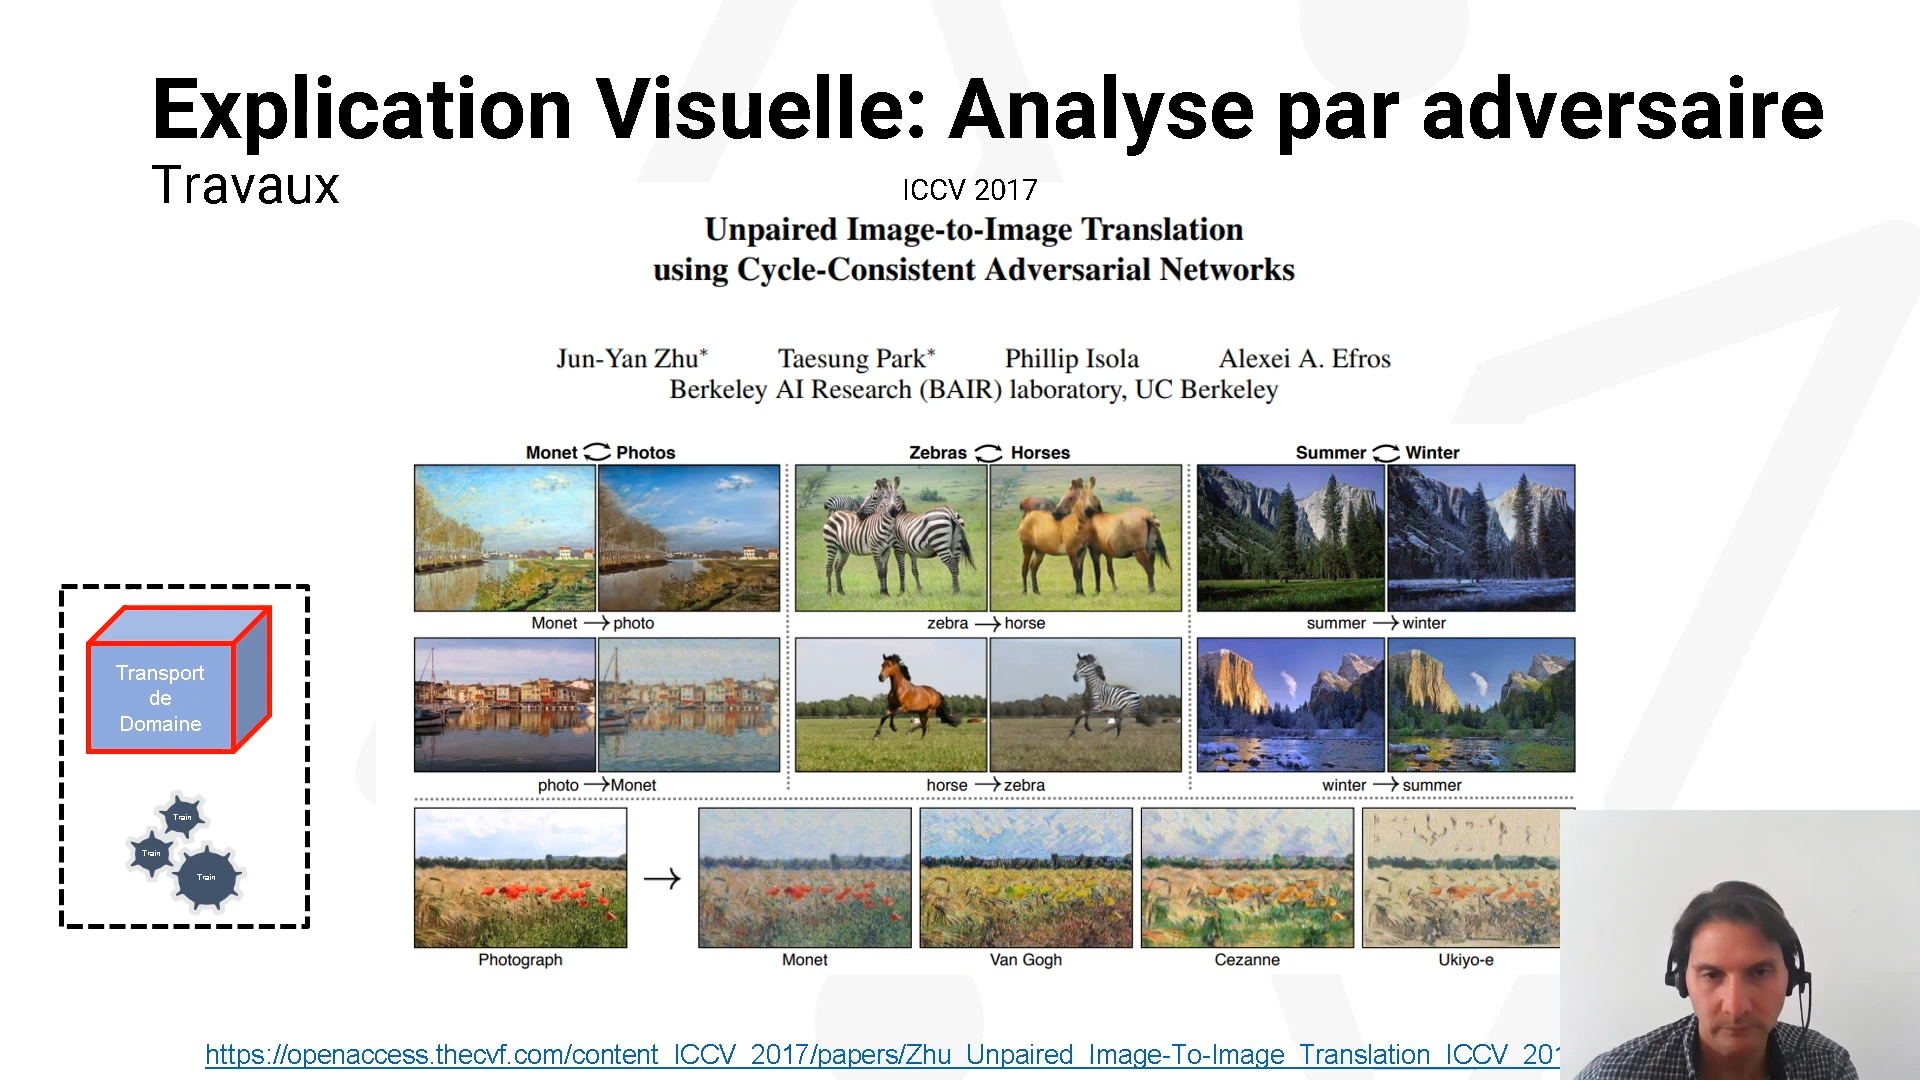 Explication Visuelle: Analyse par adversaire
Travaux
ICCV 2017
Unpaired Image-to-Image Translation
using Cycle-Consistent Adversarial Networks
Jun-Yan Zhu* Taesung Park* Phillip Isola Alexei A. Efros
Berkeley AI Research (BAIR) laboratory, UC Berkeley
Monet Photos
Zebras Horses
Summer Winter
Monet → photo
zebra → horse
summer → winter
photo → Monet
horse → zebra
winter → summer
Photograph
Monet
Van Gogh
Cezanne
Ukiyo-e
Transport
de
Domaine
Train
Train
Train
https://openaccess.thecvf.com/content_ICCV_2017/papers/Zhu_Unpaired_Image-To-Image_Translation_ICCV_201